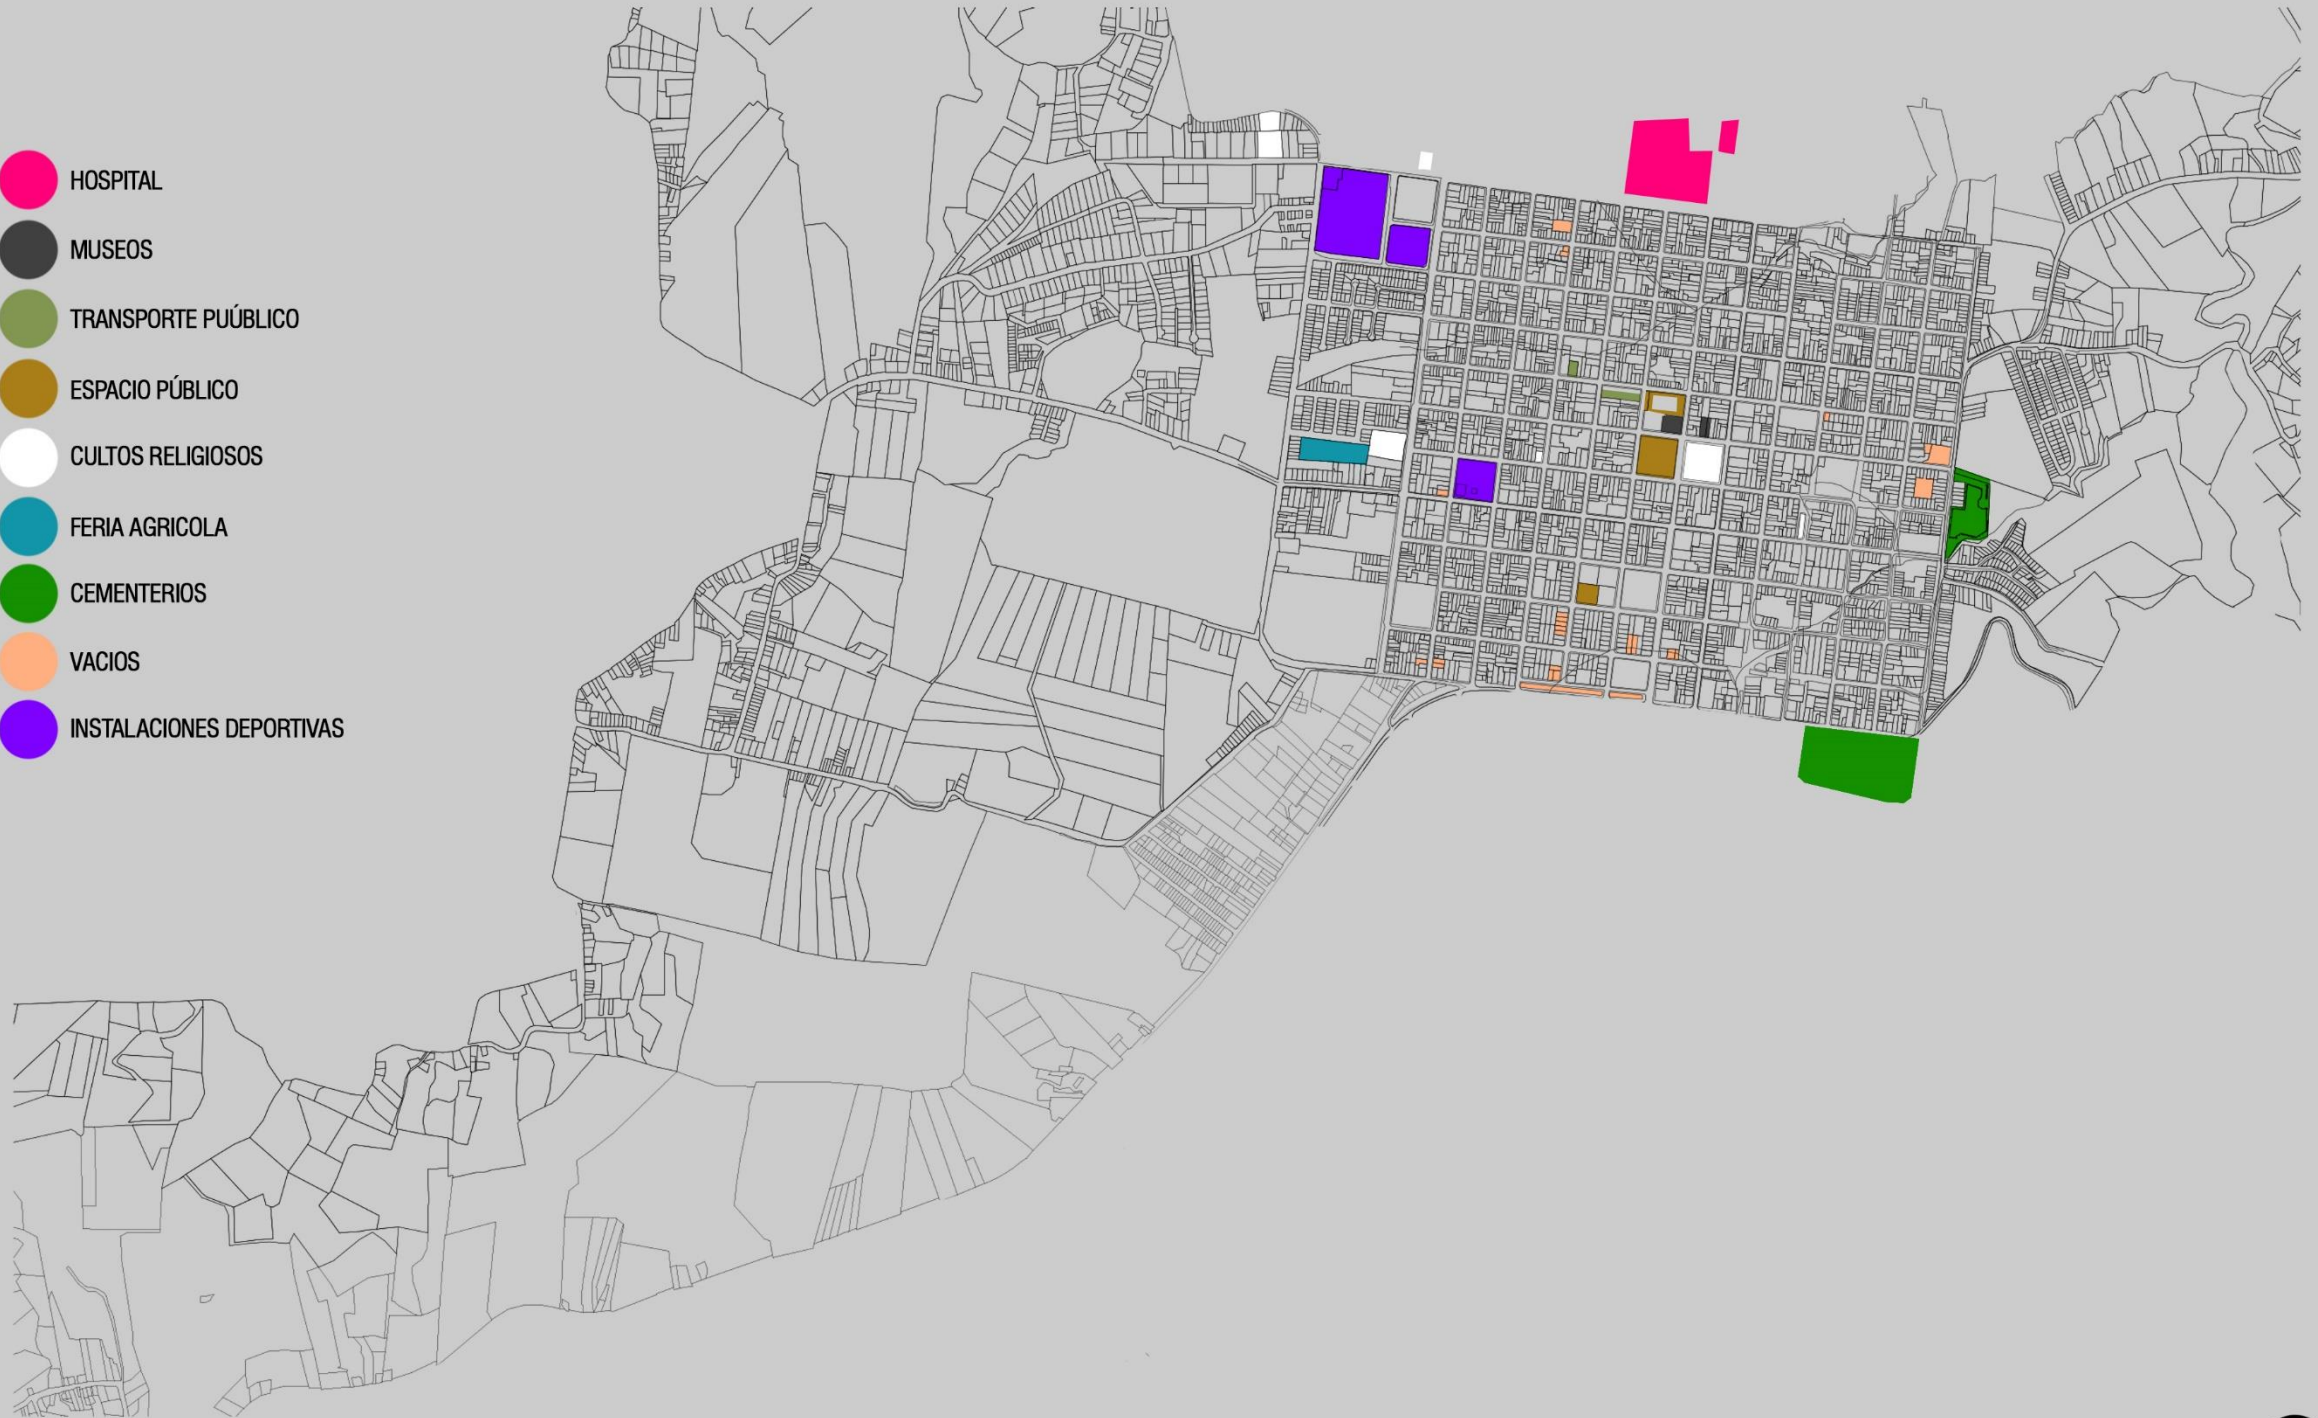 HOSPITAL
MUSEOS
TRANSPORTE PUÚBLICO
ESPACIO PÚBLICO
CULTOS RELIGIOSOS
FERIA AGRICOLA
CEMENTERIOS
VACIOS
INSTALACIONES DEPORTIVAS